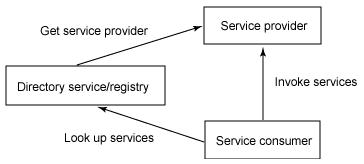 Get service provider
Service provider
Directory service/registry
Invoke services
Look up services
Service consumer